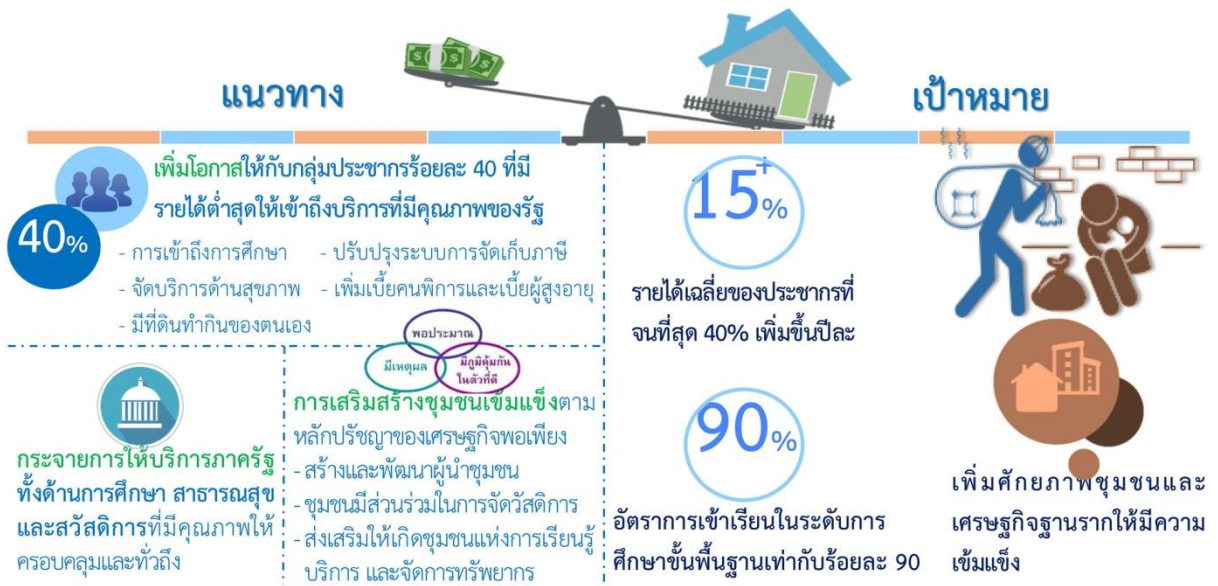 แนวทาง
เป้าหมาย
เพิ่มโอกาสให้กับกลุ่มประชากรร้อยละ 40 ที่มี
รายได้ต่ำสุดให้เข้าถึงบริการที่มีคุณภาพของรัฐ
40%
- การเข้าถึงการศึกษา
- จัดบริการด้านสุขภาพ
- มีที่ดินทำกินของตนเอง
- ปรับปรุงระบบการจัดเก็บภาษี
- เพิ่มเบี้ยคนพิการและเบี้ยผู้สูงอายุ
กระจายการให้บริการภาครัฐ
ทั้งด้านการศึกษา สาธารณสุข
และสวัสดิการที่มีคุณภาพให้
ครอบคลุมและทั่วถึง
พอประมาณ
มีเหตุผล
มีภูมิคุ้มกัน
ในตัวที่ดี
การเสริมสร้างชุมชนเข้มแข็งตาม
หลักปรัชญาของเศรษฐกิจพอเพียง
- สร้างและพัฒนาผู้นำชุมชน
- ชุมชนมีส่วนร่วมในการจัดวัสดิการ
- ส่งเสริมให้เกิดชุมชนแห่งการเรียนรู้
บริการ และจัดการทรัพยากร
15+%
รายได้เฉลี่ยของประชากรที่
จนที่สุด 40% เพิ่มขึ้นปีละ
90%
อัตราการเข้าเรียนในระดับการ
ศึกษาขั้นพื้นฐานเท่ากับร้อยละ 90
เพิ่มศักยภาพชุมชนและ
เศรษฐกิจฐานรากให้มีความ
เข้มแข็ง